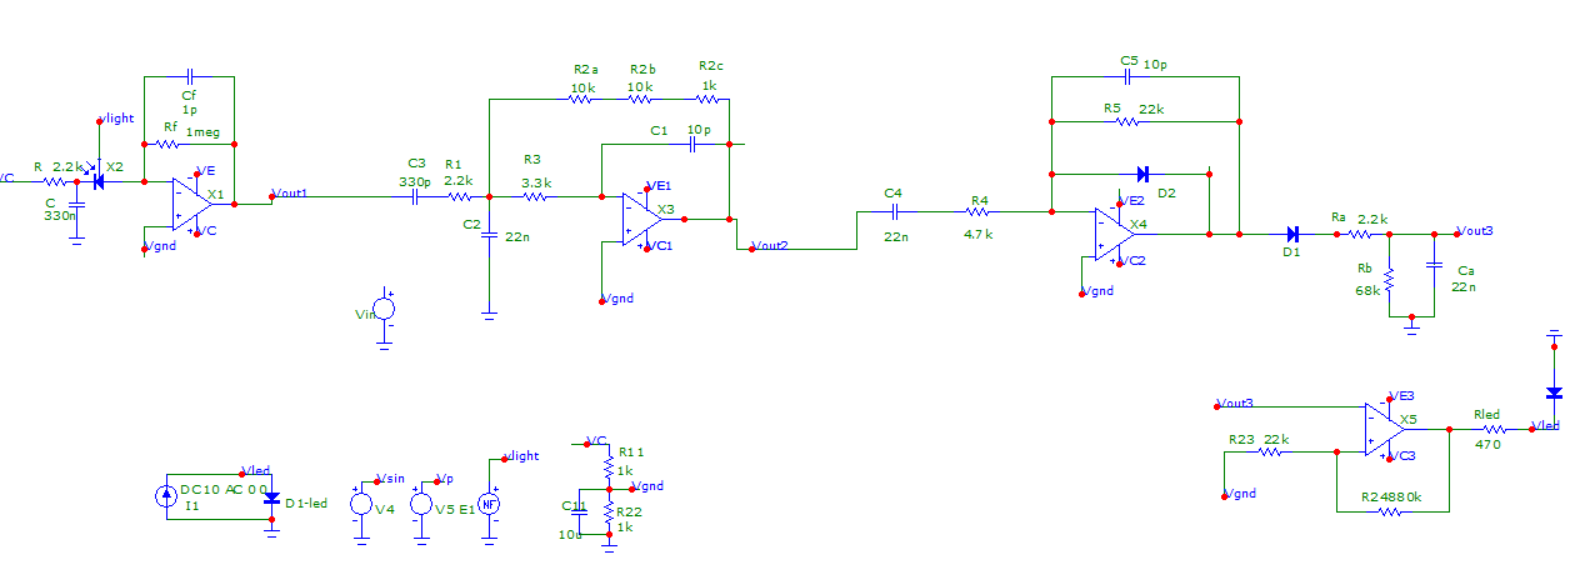 C5 10p
R2a
10k
R2b
10k
R2c
1k
Cf
1p
R5 22k
Vlight
Rf 1meg
C1 10p
VC
R 2.2k
X2
VE
X1
C3
330p
R1
2.2k
R3
3.3k
VE1
X3
D2
C
330n
Vgnd
VC
Vout1
C2
22n
VC1
Vout2
C4
22n
R4
4.7k
VE2
X4
VC2
D1
Ra 2.2k
Vout3
Rb
68k
Ca
22n
Vgnd
Vgnd
Vin
Vout3
VE3
X5
VC3
Rled
470
Vled
R23 22k
Vgnd
R24880k
Vled
DC10 AC 0 0
I1
D1-led
Vsin
V4
Vp
V5
E1
NF
Vlight
VC
R11
1k
Vgnd
C11
10u
R22
1k